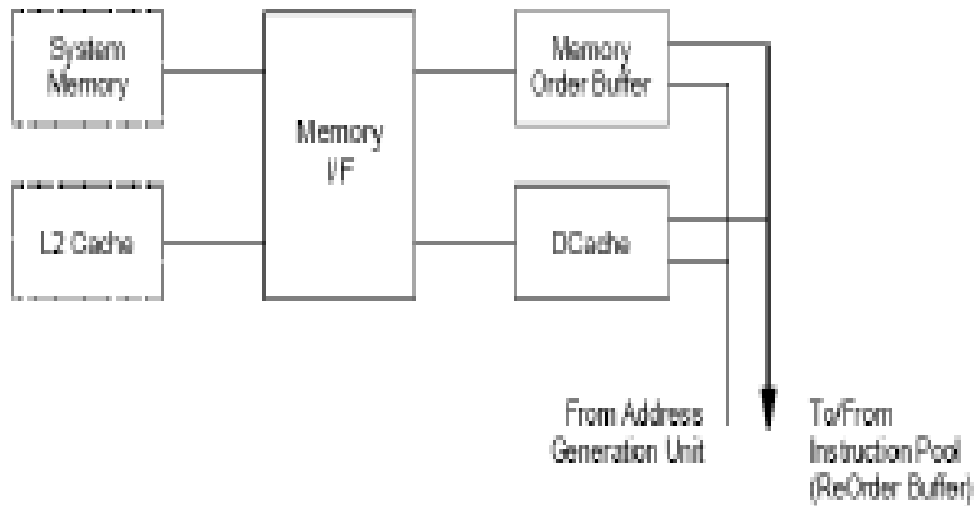 System
Memory
Memory
Order Buffer
Memory
I/F
L2 Cache
DCache
From Address
Generation Unit
To/From
Instruction Pool
(ReOrder Buffer)